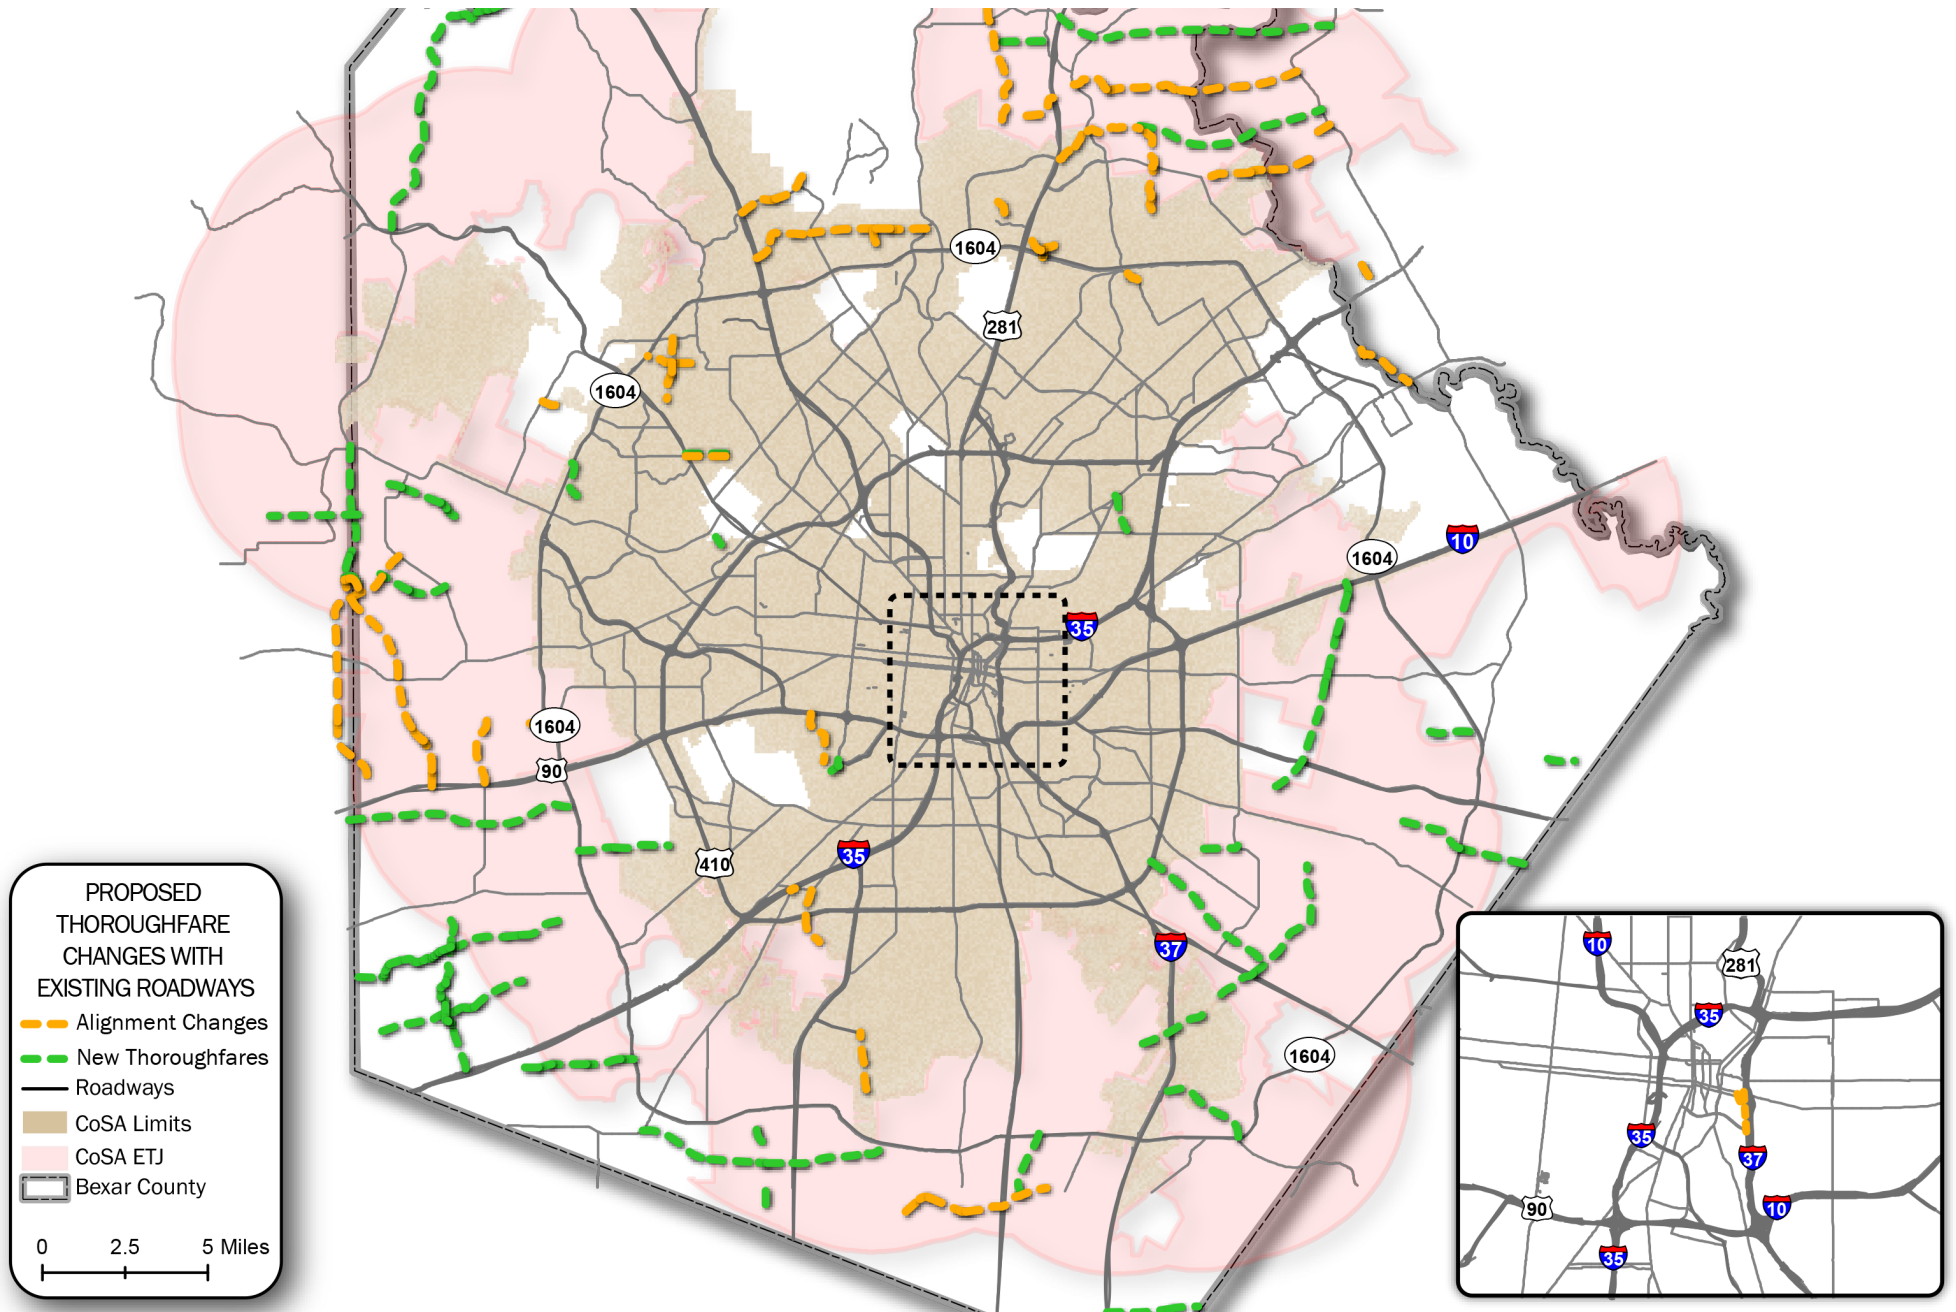 1604
281
1604
10
1604
35
1604
90
35
410
37
1604
PROPOSED
THOROUGHFARE
CHANGES WITH
EXISTING ROADWAYS
Alignment Changes
New Thoroughfares
Roadways
CoSA Limits
CoSA ETJ
Bexar County
0 2.5 5 Miles
10
281
35
35
37
90
10
35